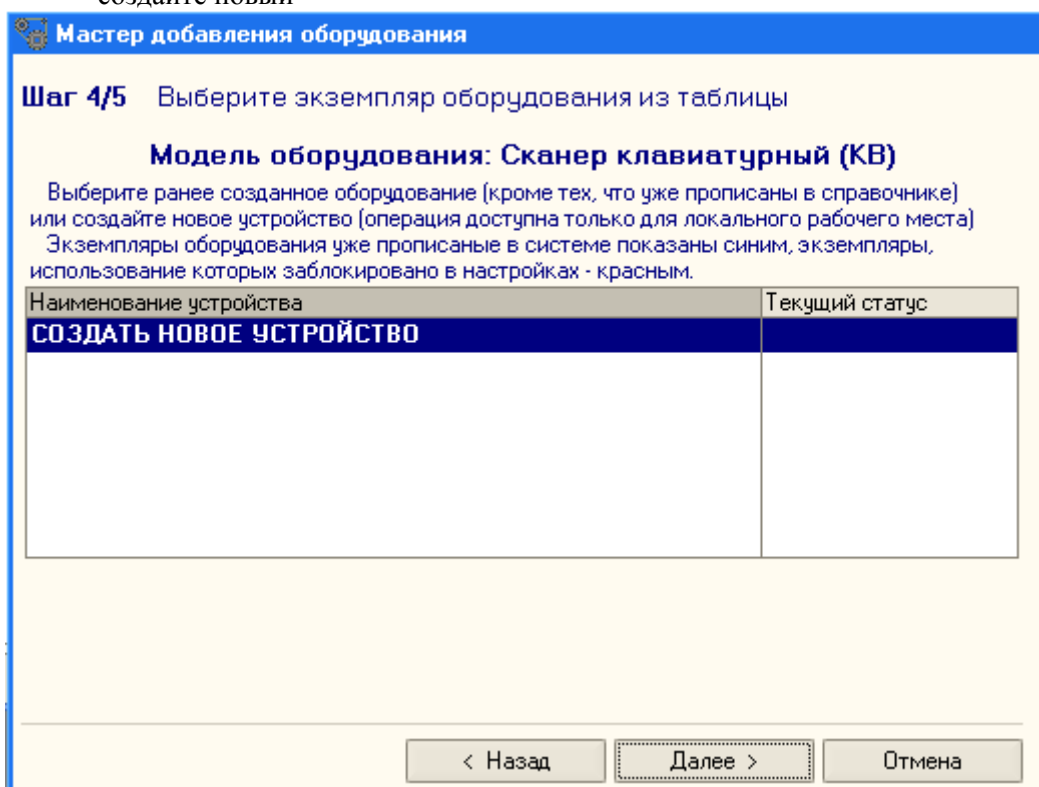 создайте новый
Мастер добавления оборудования
Шаг 4/5 Выберите экземпляр оборудования из таблицы
Модель оборудования: Сканер клавиатурный (КВ)
Выберите ранее созданное оборудование (кроме тех, что уже прописаны в справочнике)
или создайте новое устройство (операция доступна только для локального рабочего места)
Экземпляры оборудования уже прописаные в системе показаны синим, экземпляры,
использование которых заблокировано в настройках - красным.
Наименование устройства Текущий статус
СОЗДАТЬ НОВОЕ УСТРОЙСТВО
< Назад Далее > Отмена